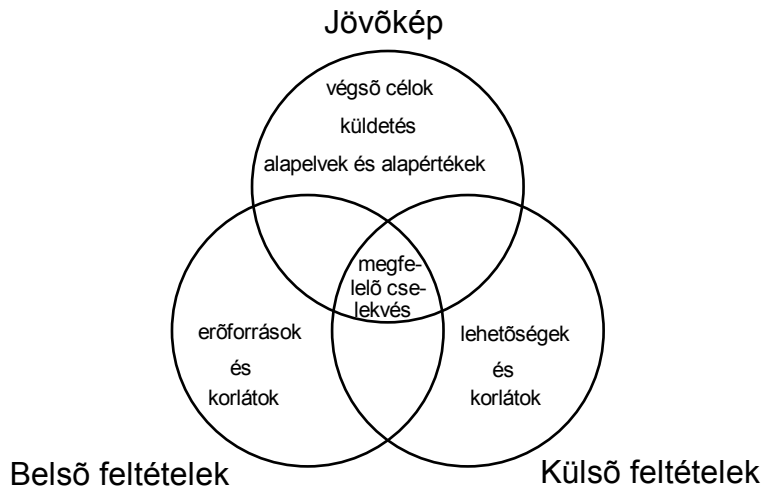 Jövõkép
végsõ célok
küldetés
alapelvek és alapértékek
megfe-
lelõ cse-
lekvés
erõforrások
és
korlátok
lehetõségek
és
korlátok
Belsõ feltételek
Külsõ feltételek